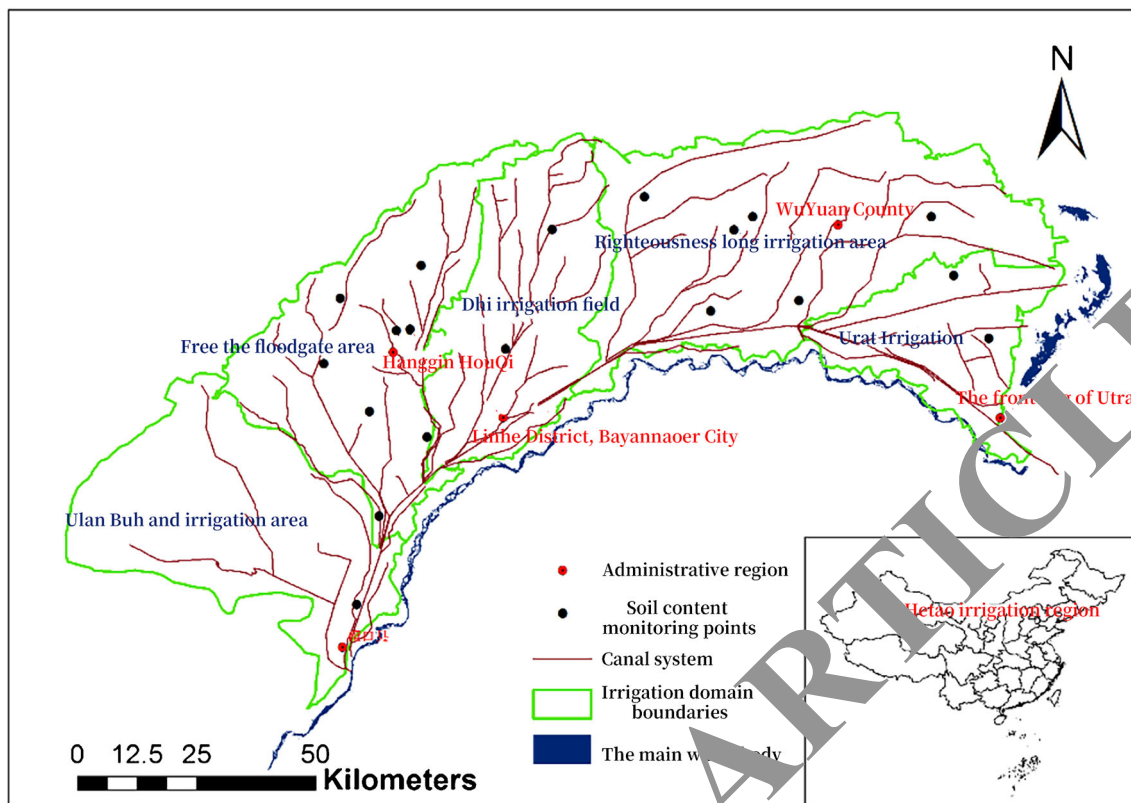 N
WuYuan County
Righteousness long irrigation area
Dhi irrigation field
Urat Irrigation
Free the floodgate area
Hanggin HouQi
The front of Utra
Linhe District, Bayannaoer City
Ulan Buh and irrigation area
Administrative region
Soil content
monitoring points
Canal system
Irrigation domain
boundaries
The main body
Hetao irrigation region
0 12.5 25 50
Kilometers
ARTICLE